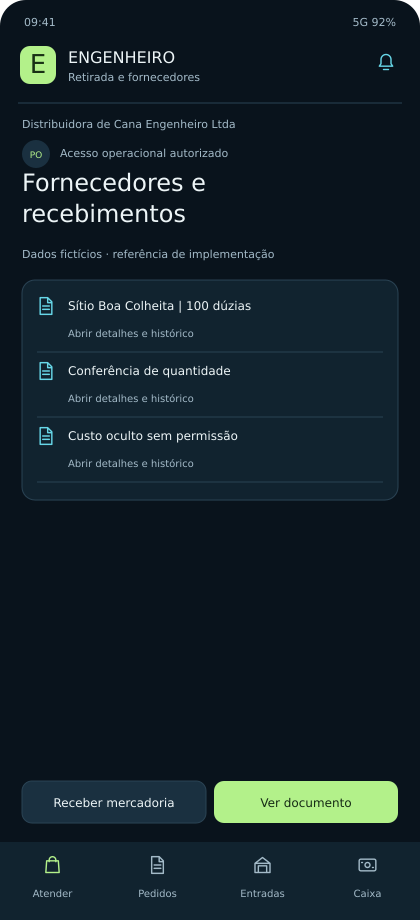 09:41
5G 92%
E
ENGENHEIRO
Retirada e fornecedores
Distribuidora de Cana Engenheiro Ltda
PO
Acesso operacional autorizado
Fornecedores e
recebimentos
Dados fictícios · referência de implementação
Sítio Boa Colheita | 100 dúzias
Abrir detalhes e histórico
Conferência de quantidade
Abrir detalhes e histórico
Custo oculto sem permissão
Abrir detalhes e histórico
Receber mercadoria
Ver documento
Atender
Pedidos
Entradas
Caixa